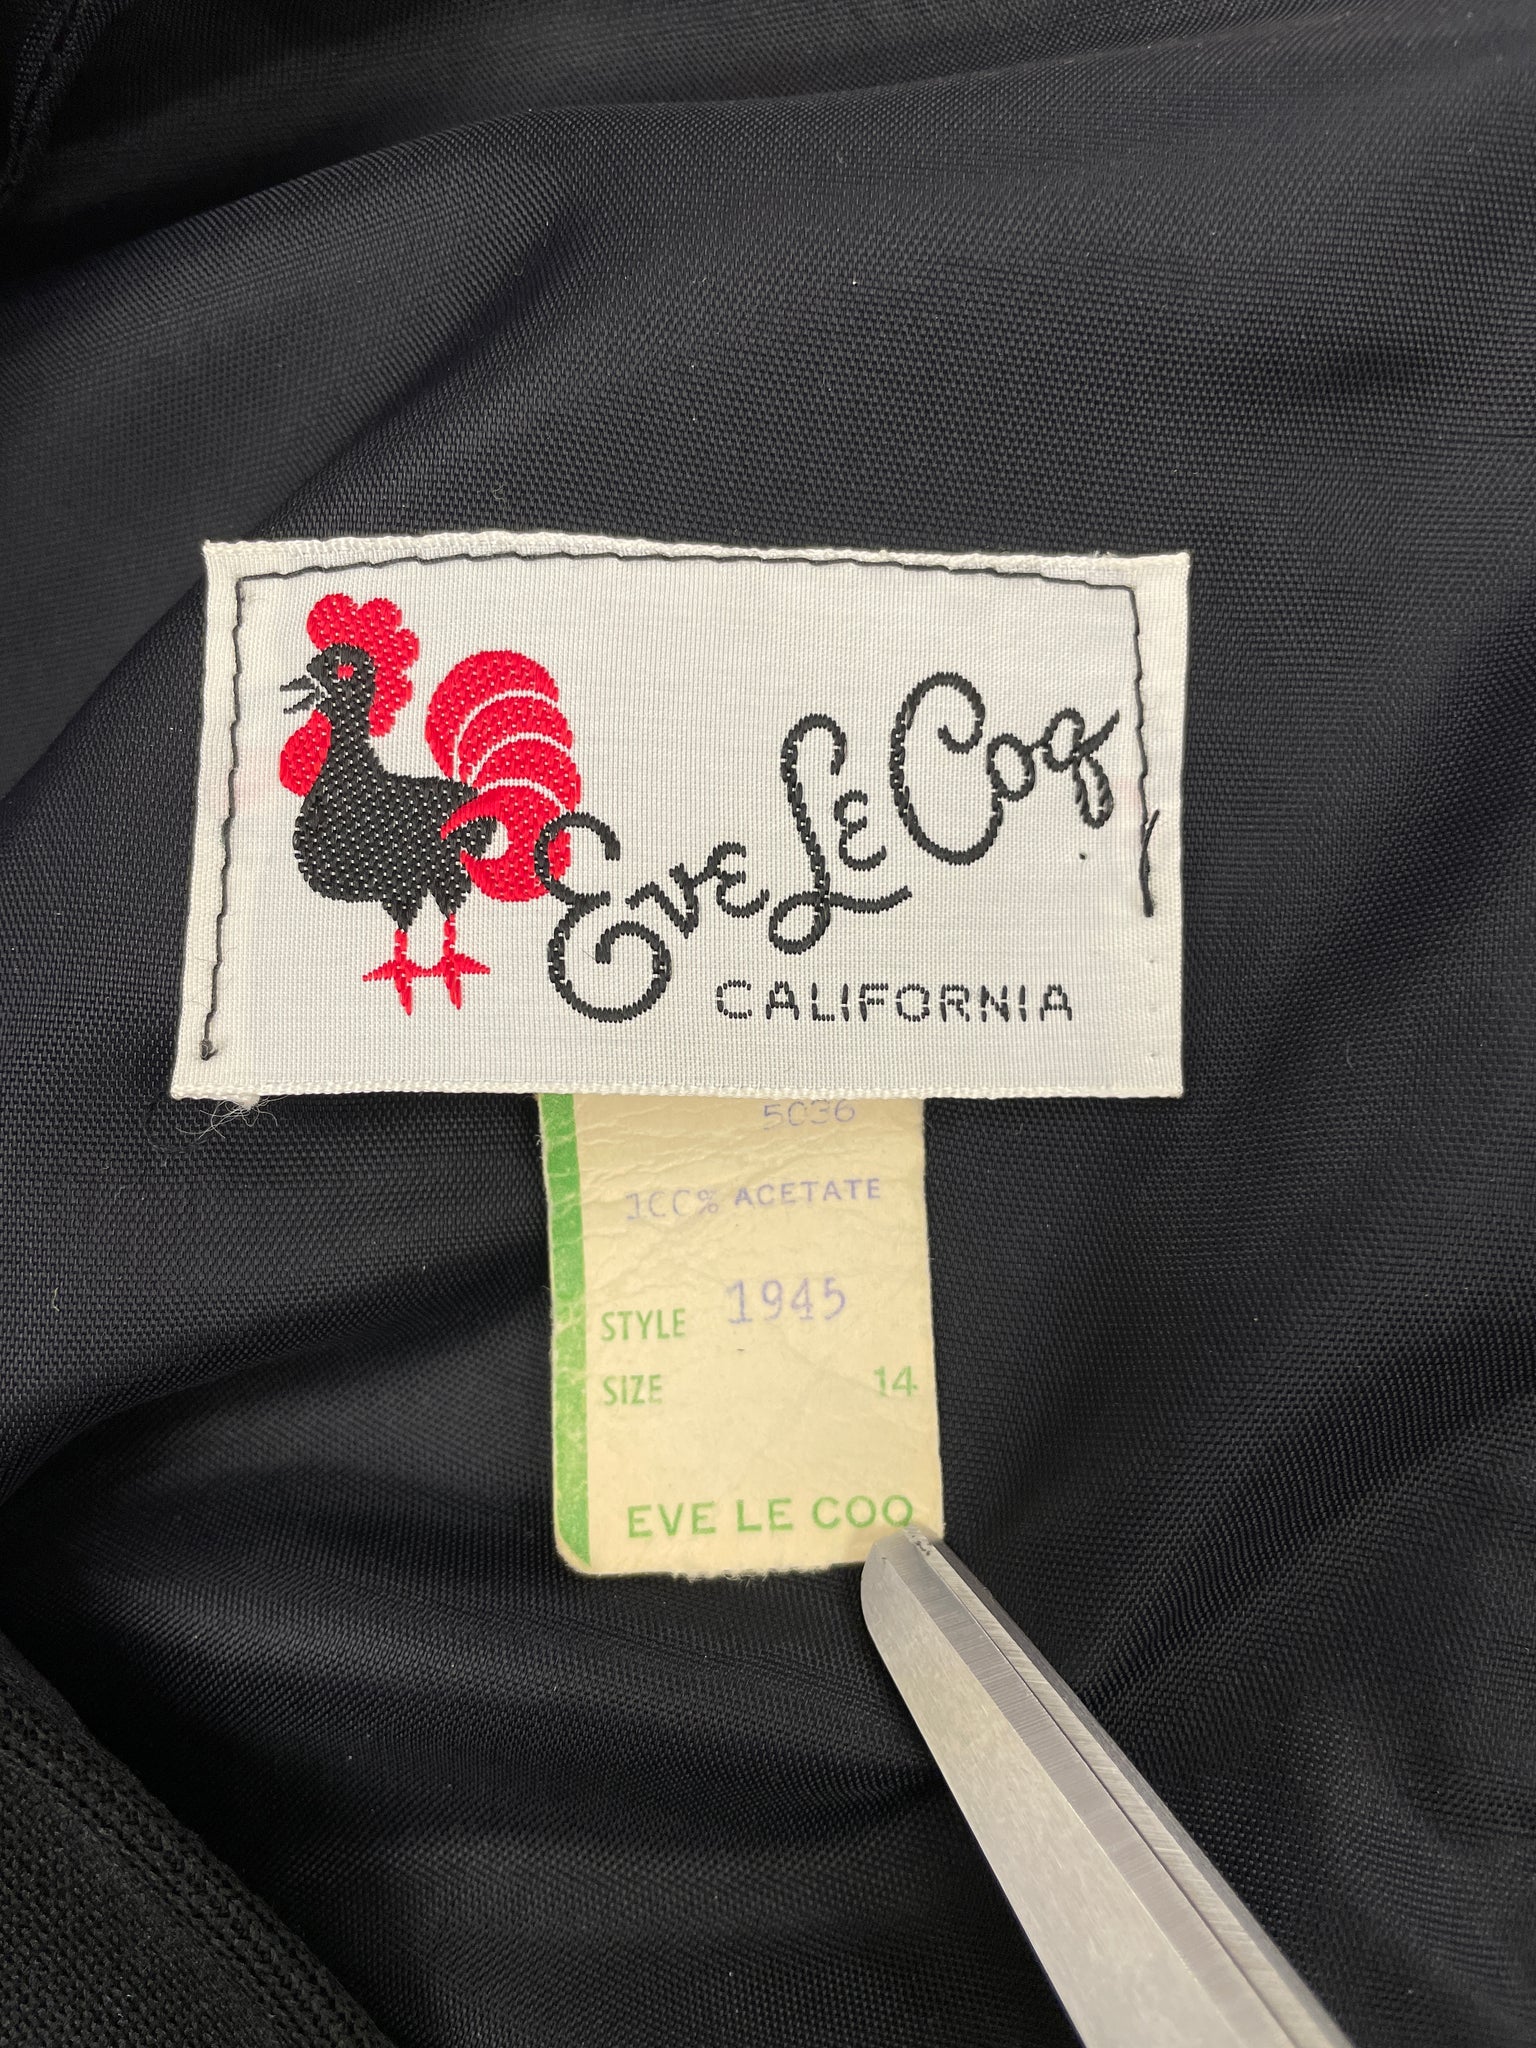 Eve Le Coq
CALIFORNIA
5036
100% ACETATE
STYLE 1945
SIZE 14
EVE LE COQ